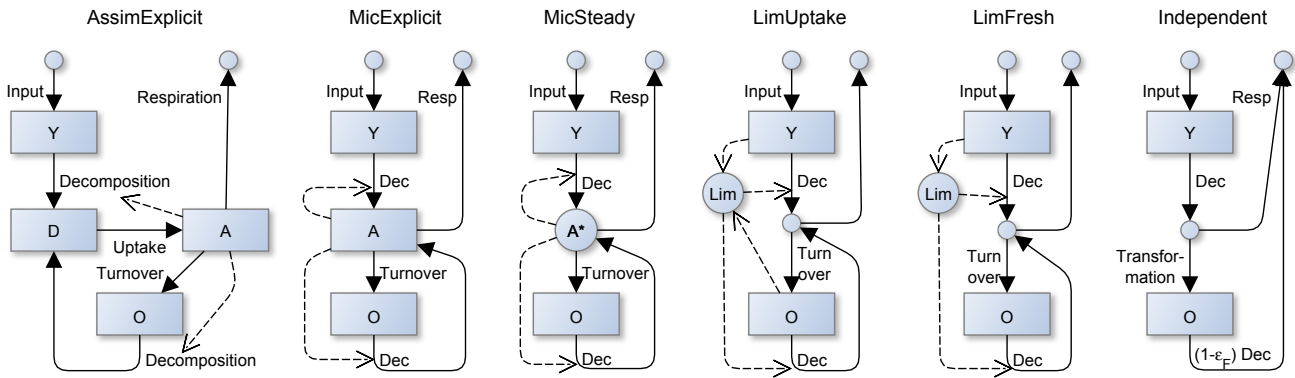 AssimExplicit
Input
Respiration
Y
Decomposition
D
Uptake
A
Turnover
O
Decomposition
MicExplicit
Input
Resp
Y
Dec
A
Turnover
O
Dec
MicSteady
Input
Resp
Y
Dec
A*
Turnover
O
Dec
LimUptake
Input
Y
Lim
Dec
Turn
over
O
Dec
LimFresh
Input
Y
Lim
Dec
Turn
over
O
Dec
Independent
Input
Resp
Y
Dec
Transfor-
mation
O
(1-εF) Dec